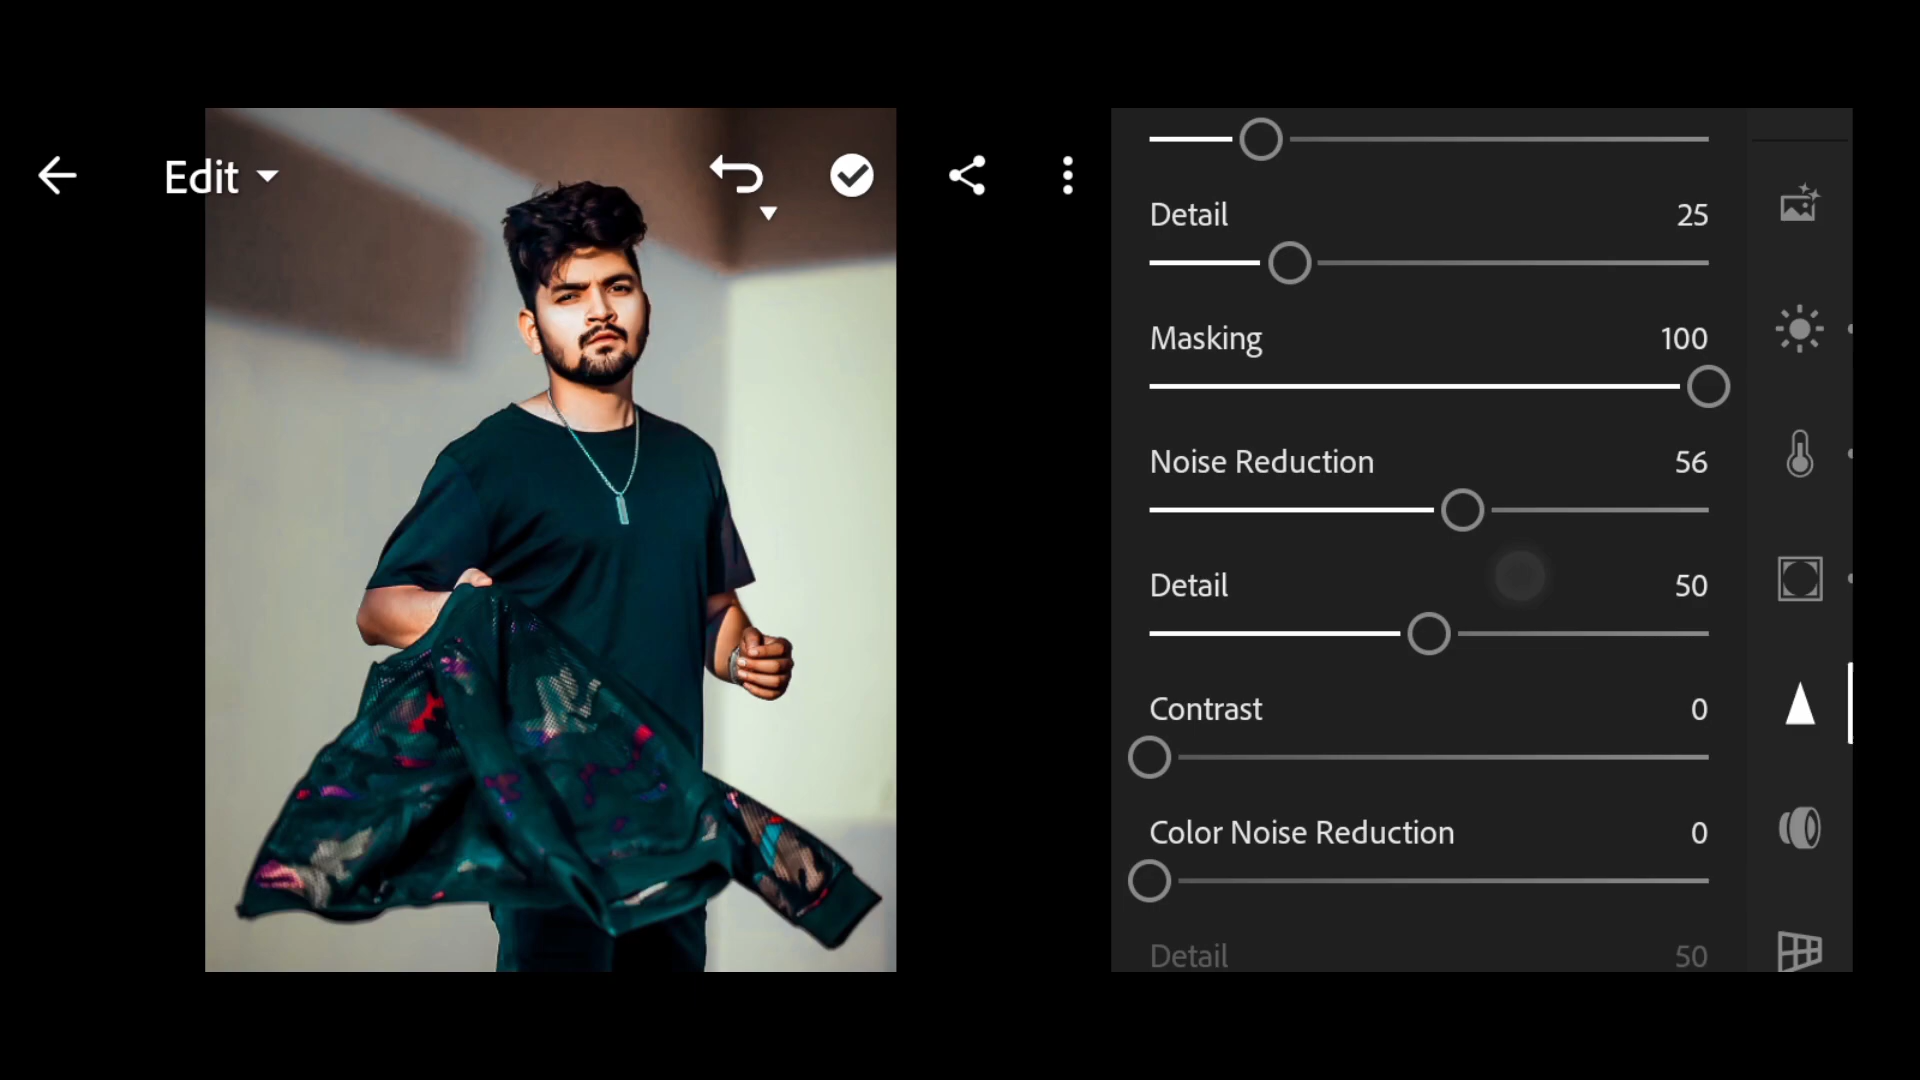 Edit
Detail 25
Masking 100
Noise Reduction 56
Detail 50
Contrast 0
Color Noise Reduction 0
Detail 50